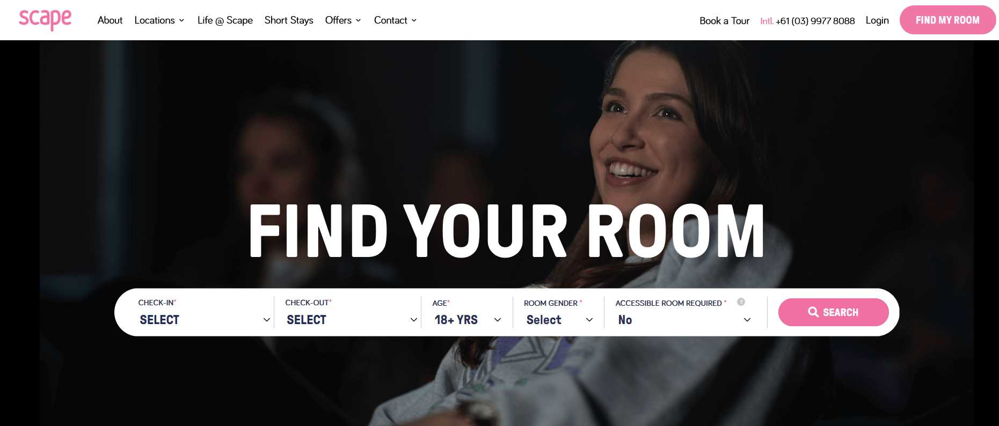 scape
About Locations Life @ Scape Short Stays Offers Contact Book a Tour Intl. +61 (03) 9977 8088 Login FIND MY ROOM
FIND YOUR ROOM
CHECK-IN* CHECK-OUT* AGE* ROOM GENDER * ACCESSIBLE ROOM REQUIRED * ?
SELECT SELECT 18+ YRS Select No SEARCH